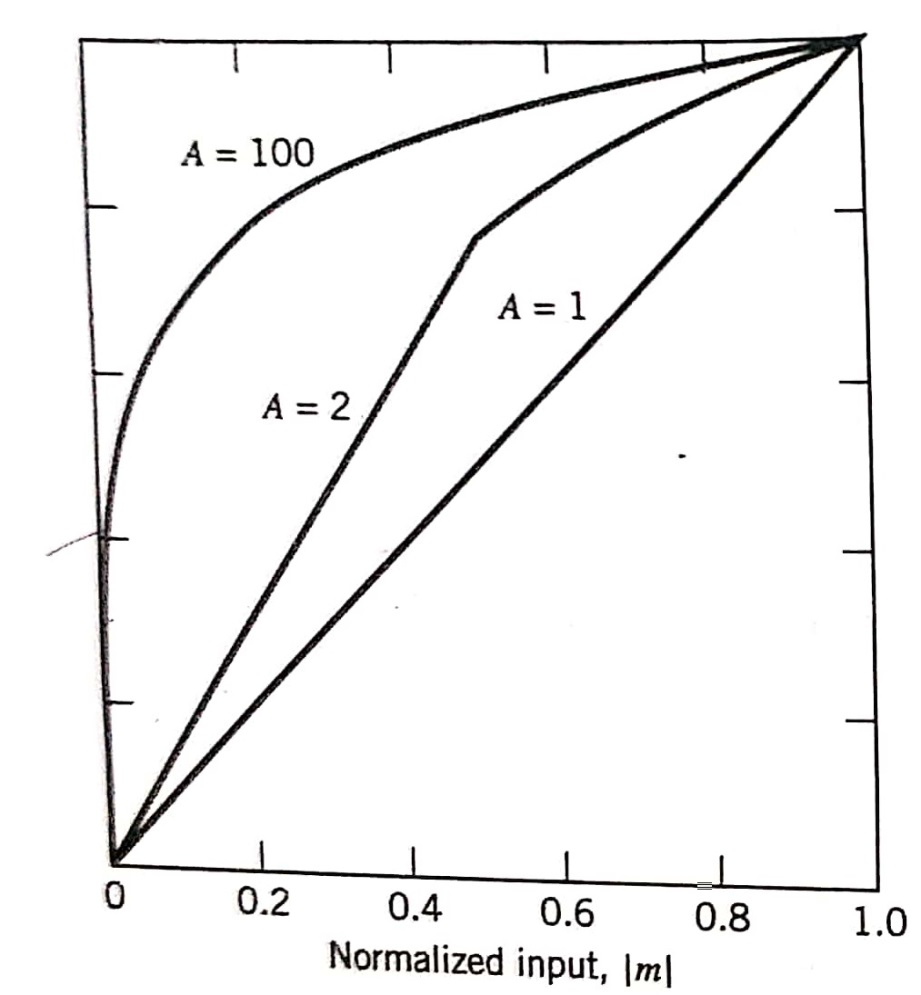 A = 100
A = 1
A = 2
0 0.2 0.4 0.6 0.8 1.0
Normalized input, |m|